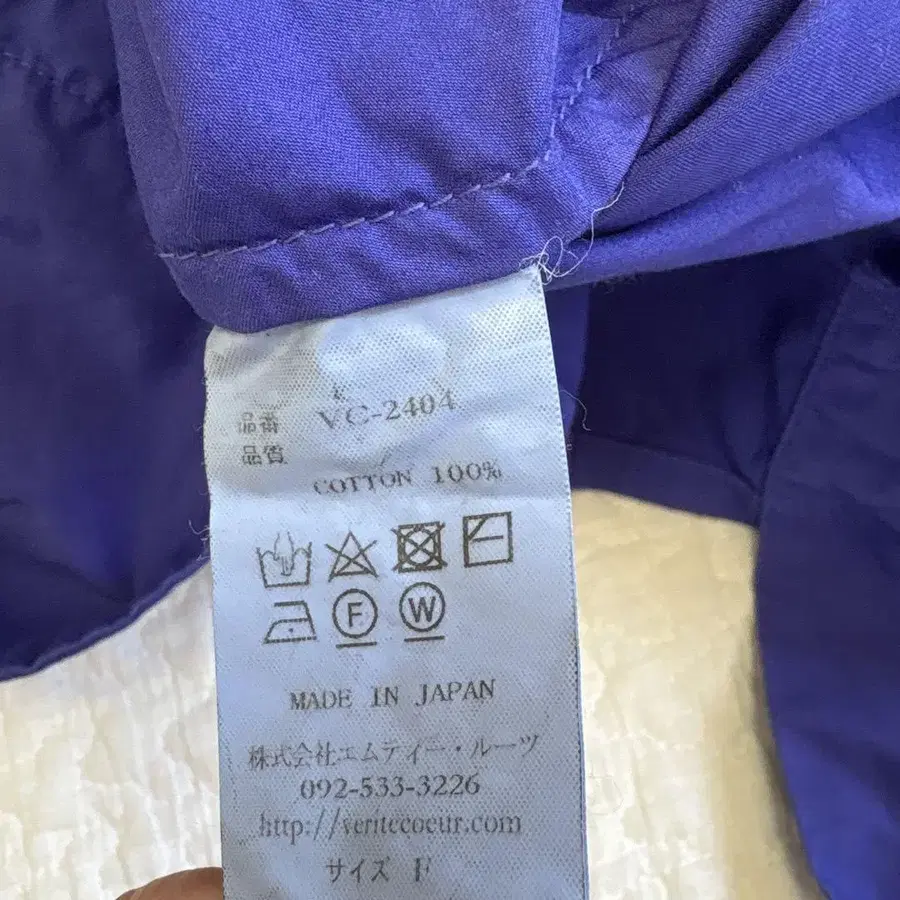 品番 VC-2404
品質
COTTON 100%
F W
MADE IN JAPAN
株式会社エムティー・ルーツ
092-533-3226
http://veritecoeur.com
サイズ F